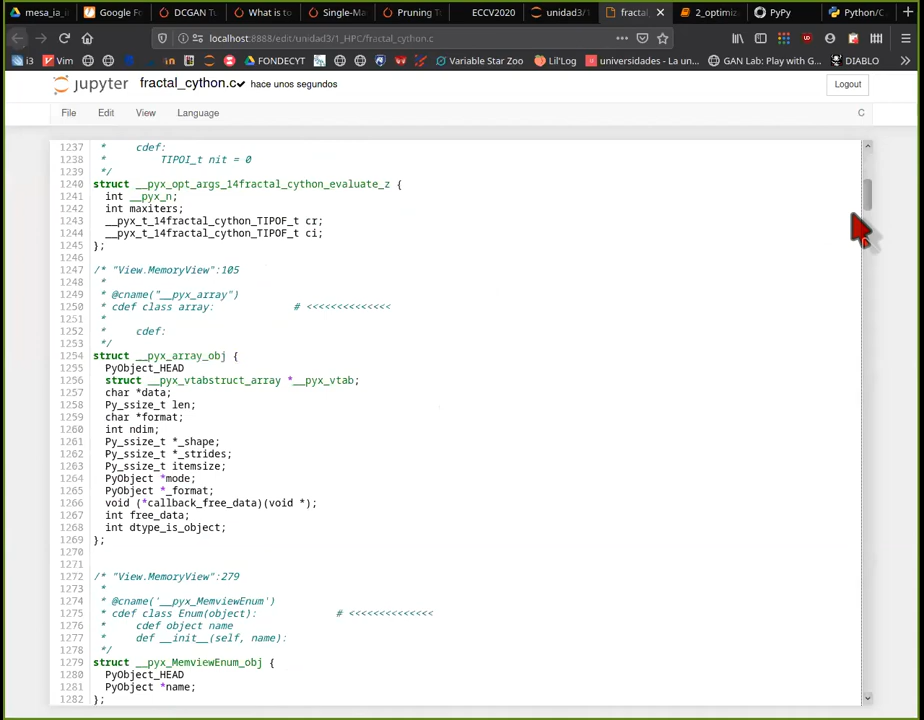 mesa_ia_in
Google Fo
DCGAN Tu
What is to
Single-Ma
Pruning Tu
ECCV2020
unidad3/1
fractal_
2_optimiz
PyPy
Python/C
localhost:8888/edit/unidad3/1_HPC/fractal_cython.c
i3 Vim in FONDECYT Variable Star Zoo Lil'Log universidades - La un... GAN Lab: Play with G... DIABLO
jupyter fractal_cython.c✔ hace unos segundos Logout
File Edit View Language C
1237 *     cdef:
1238 *         TIPOI_t nit = 0
1239 */
1240 struct __pyx_opt_args_14fractal_cython_evaluate_z {
1241   int __pyx_n;
1242   int maxiters;
1243   __pyx_t_14fractal_cython_TIPOF_t cr;
1244   __pyx_t_14fractal_cython_TIPOF_t ci;
1245 };
1246
1247 /* "View.MemoryView":105
1248 *
1249 * @cname("__pyx_array")
1250 * cdef class array:             # <<<<<<<<<<<<<<
1251 *
1252 *     cdef:
1253 */
1254 struct __pyx_array_obj {
1255   PyObject_HEAD
1256   struct __pyx_vtabstruct_array *__pyx_vtab;
1257   char *data;
1258   Py_ssize_t len;
1259   char *format;
1260   int ndim;
1261   Py_ssize_t *_shape;
1262   Py_ssize_t *_strides;
1263   Py_ssize_t itemsize;
1264   PyObject *mode;
1265   PyObject *_format;
1266   void (*callback_free_data)(void *);
1267   int free_data;
1268   int dtype_is_object;
1269 };
1270
1271
1272 /* "View.MemoryView":279
1273 *
1274 * @cname('__pyx_MemviewEnum')
1275 * cdef class Enum(object):             # <<<<<<<<<<<<<<
1276 *     cdef object name
1277 *     def __init__(self, name):
1278 */
1279 struct __pyx_MemviewEnum_obj {
1280   PyObject_HEAD
1281   PyObject *name;
1282 };